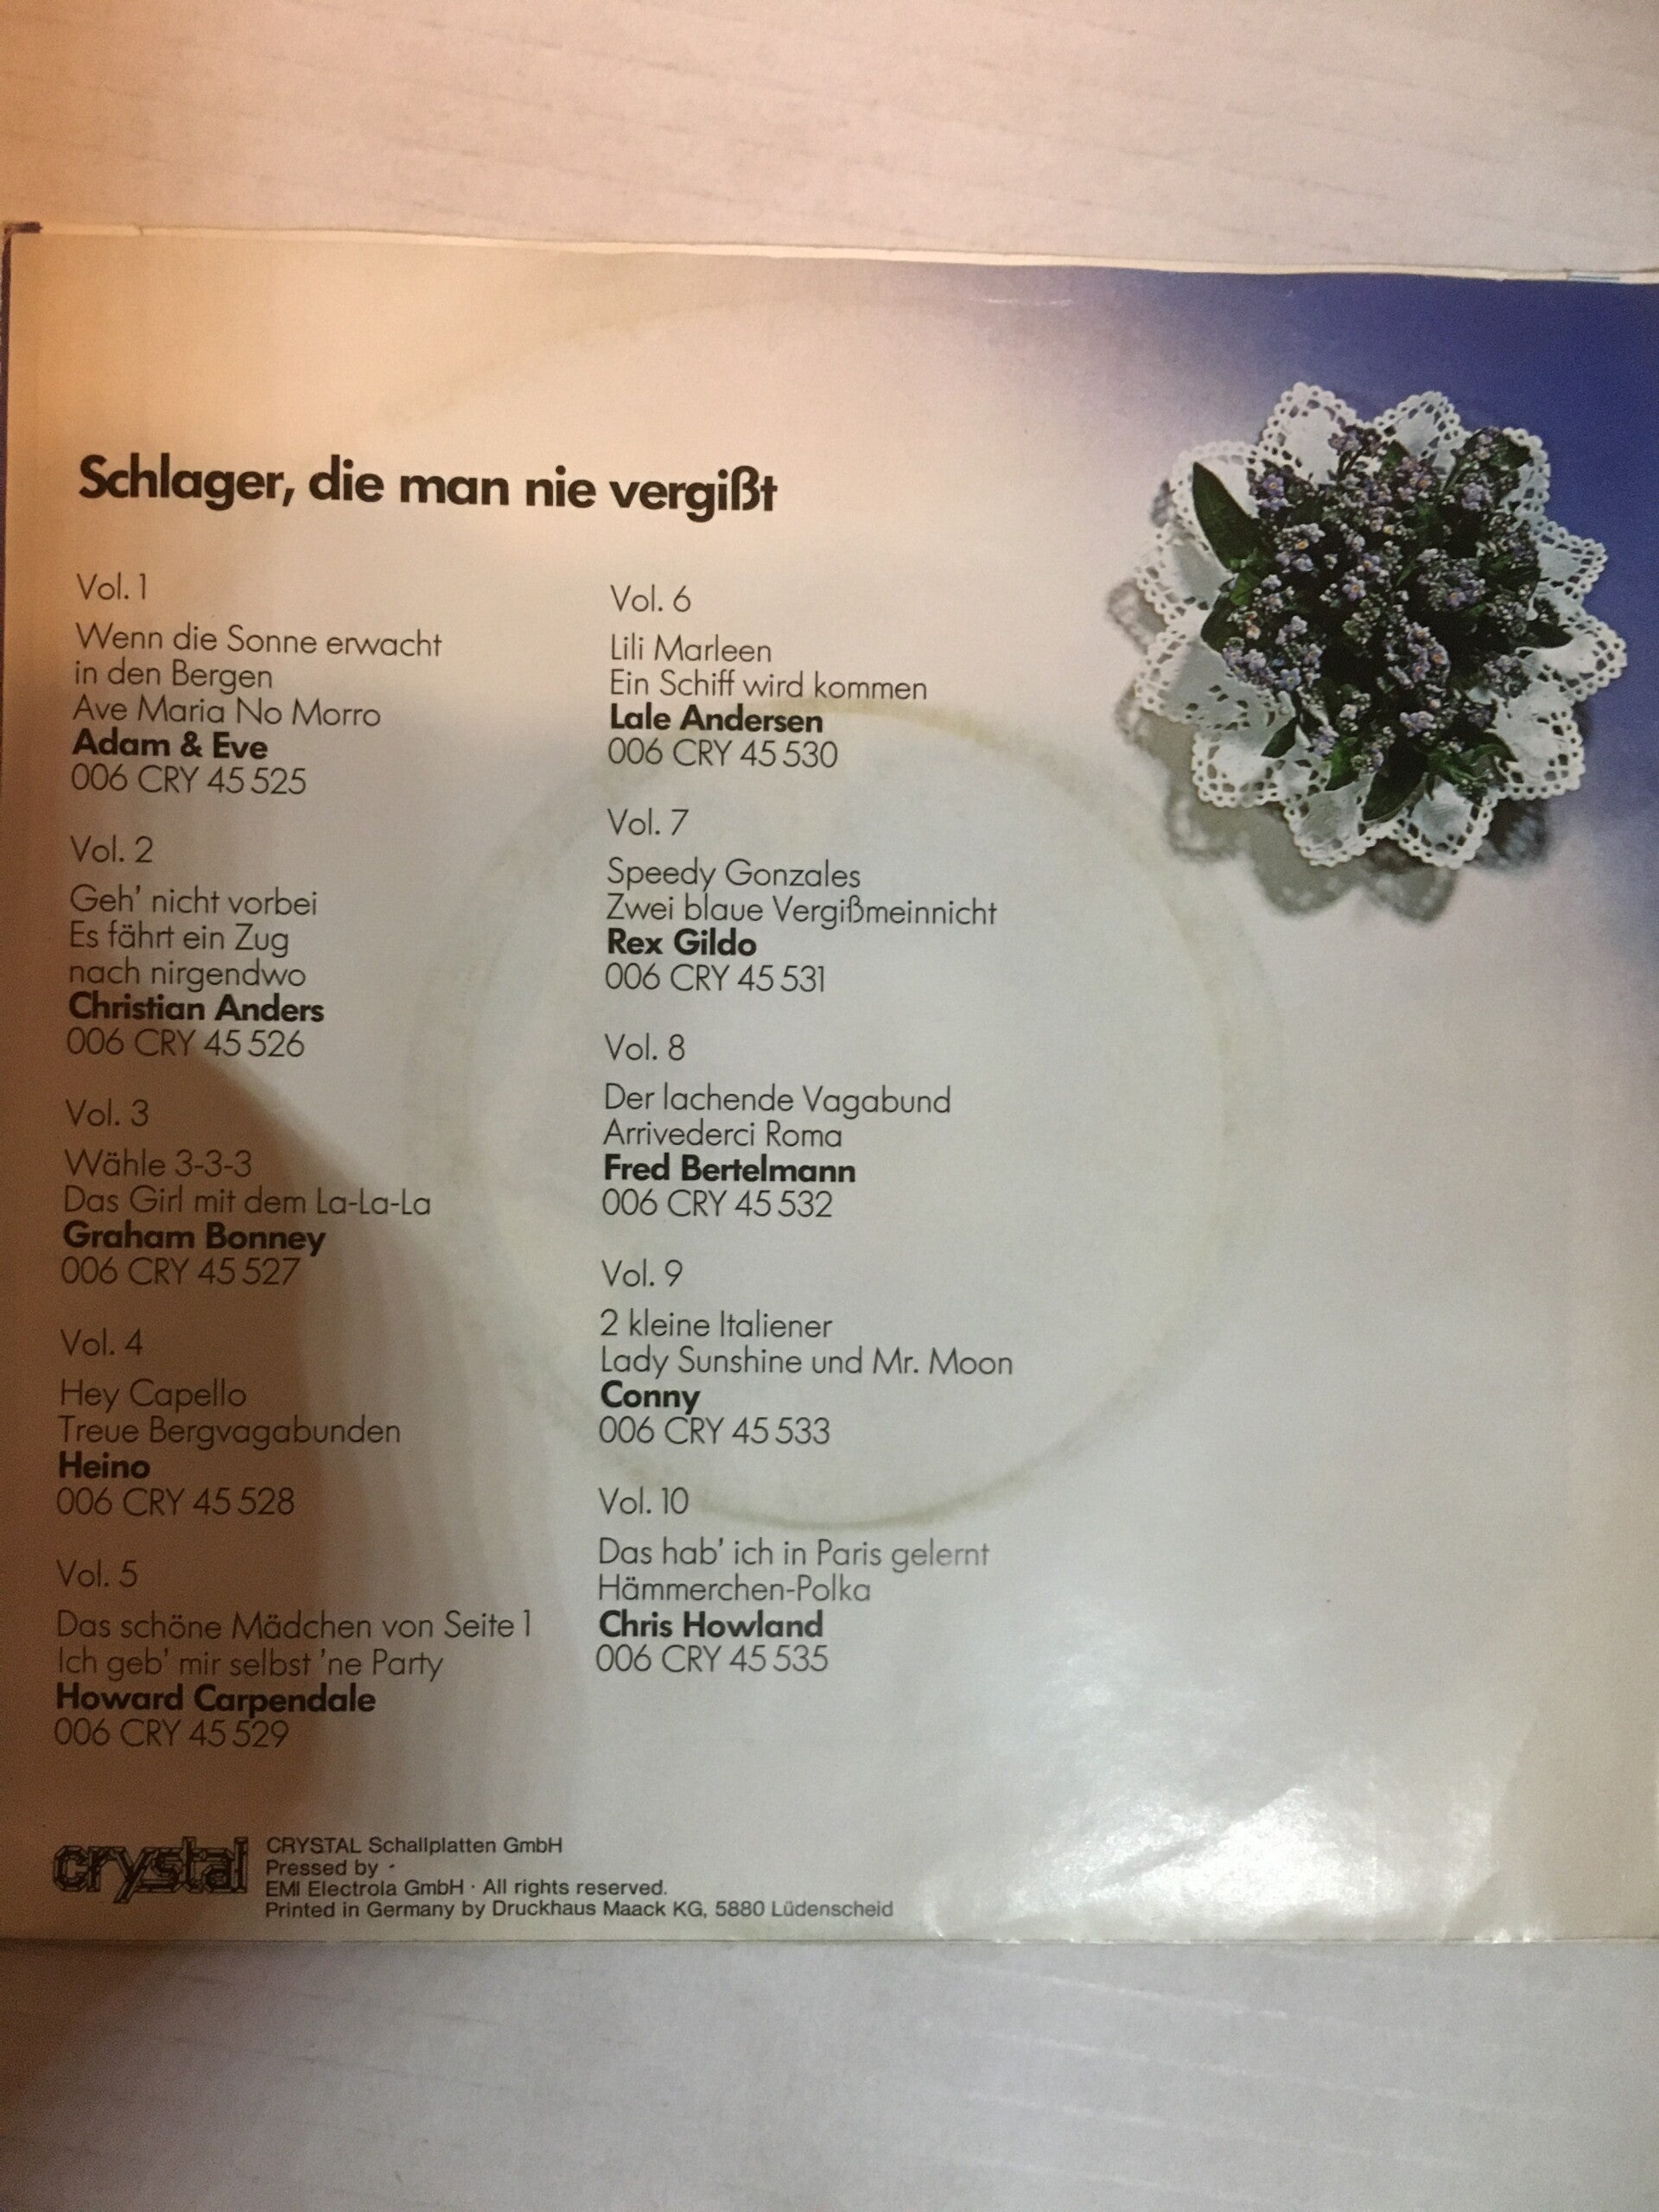 Schlager, die man nie vergißt
Vol. 1
Wenn die Sonne erwacht
in den Bergen
Ave Maria No Morro
Adam & Eve
006 CRY 45 525
Vol. 2
Geh' nicht vorbei
Es fährt ein Zug
nach nirgendwo
Christian Anders
006 CRY 45 526
Vol. 3
Wähle 3-3-3
Das Girl mit dem La-La-La
Graham Bonney
006 CRY 45 527
Vol. 4
Hey Capello
Treue Bergvagabunden
Heino
006 CRY 45 528
Vol. 5
Das schöne Mädchen von Seite 1
Ich geb' mir selbst 'ne Party
Howard Carpendale
006 CRY 45 529
Vol. 6
Lili Marleen
Ein Schiff wird kommen
Lale Andersen
006 CRY 45 530
Vol. 7
Speedy Gonzales
Zwei blaue Vergißmeinnicht
Rex Gildo
006 CRY 45 531
Vol. 8
Der lachende Vagabund
Arrivederci Roma
Fred Bertelmann
006 CRY 45 532
Vol. 9
2 kleine Italiener
Lady Sunshine und Mr. Moon
Conny
006 CRY 45 533
Vol. 10
Das hab' ich in Paris gelernt
Hämmerchen-Polka
Chris Howland
006 CRY 45 535
crystal
CRYSTAL Schallplatten GmbH
Pressed by
EMI Electrola GmbH · All rights reserved.
Printed in Germany by Druckhaus Maack KG, 5880 Lüdenscheid